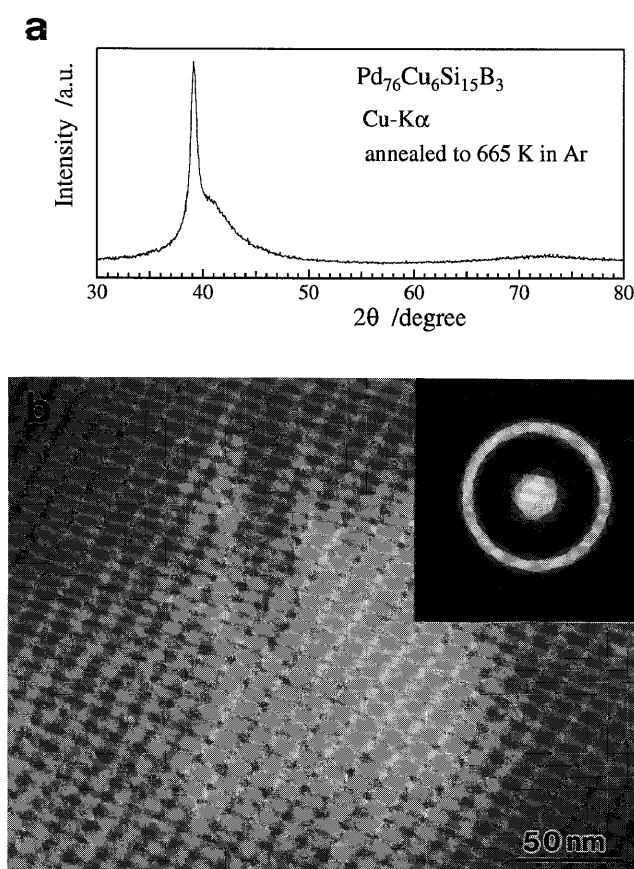 a
Intensity /a.u.
Pd76Cu6Si15B3
Cu-Kα
annealed to 665 K in Ar
30 40 50 60 70 80
2θ /degree
b
50 nm